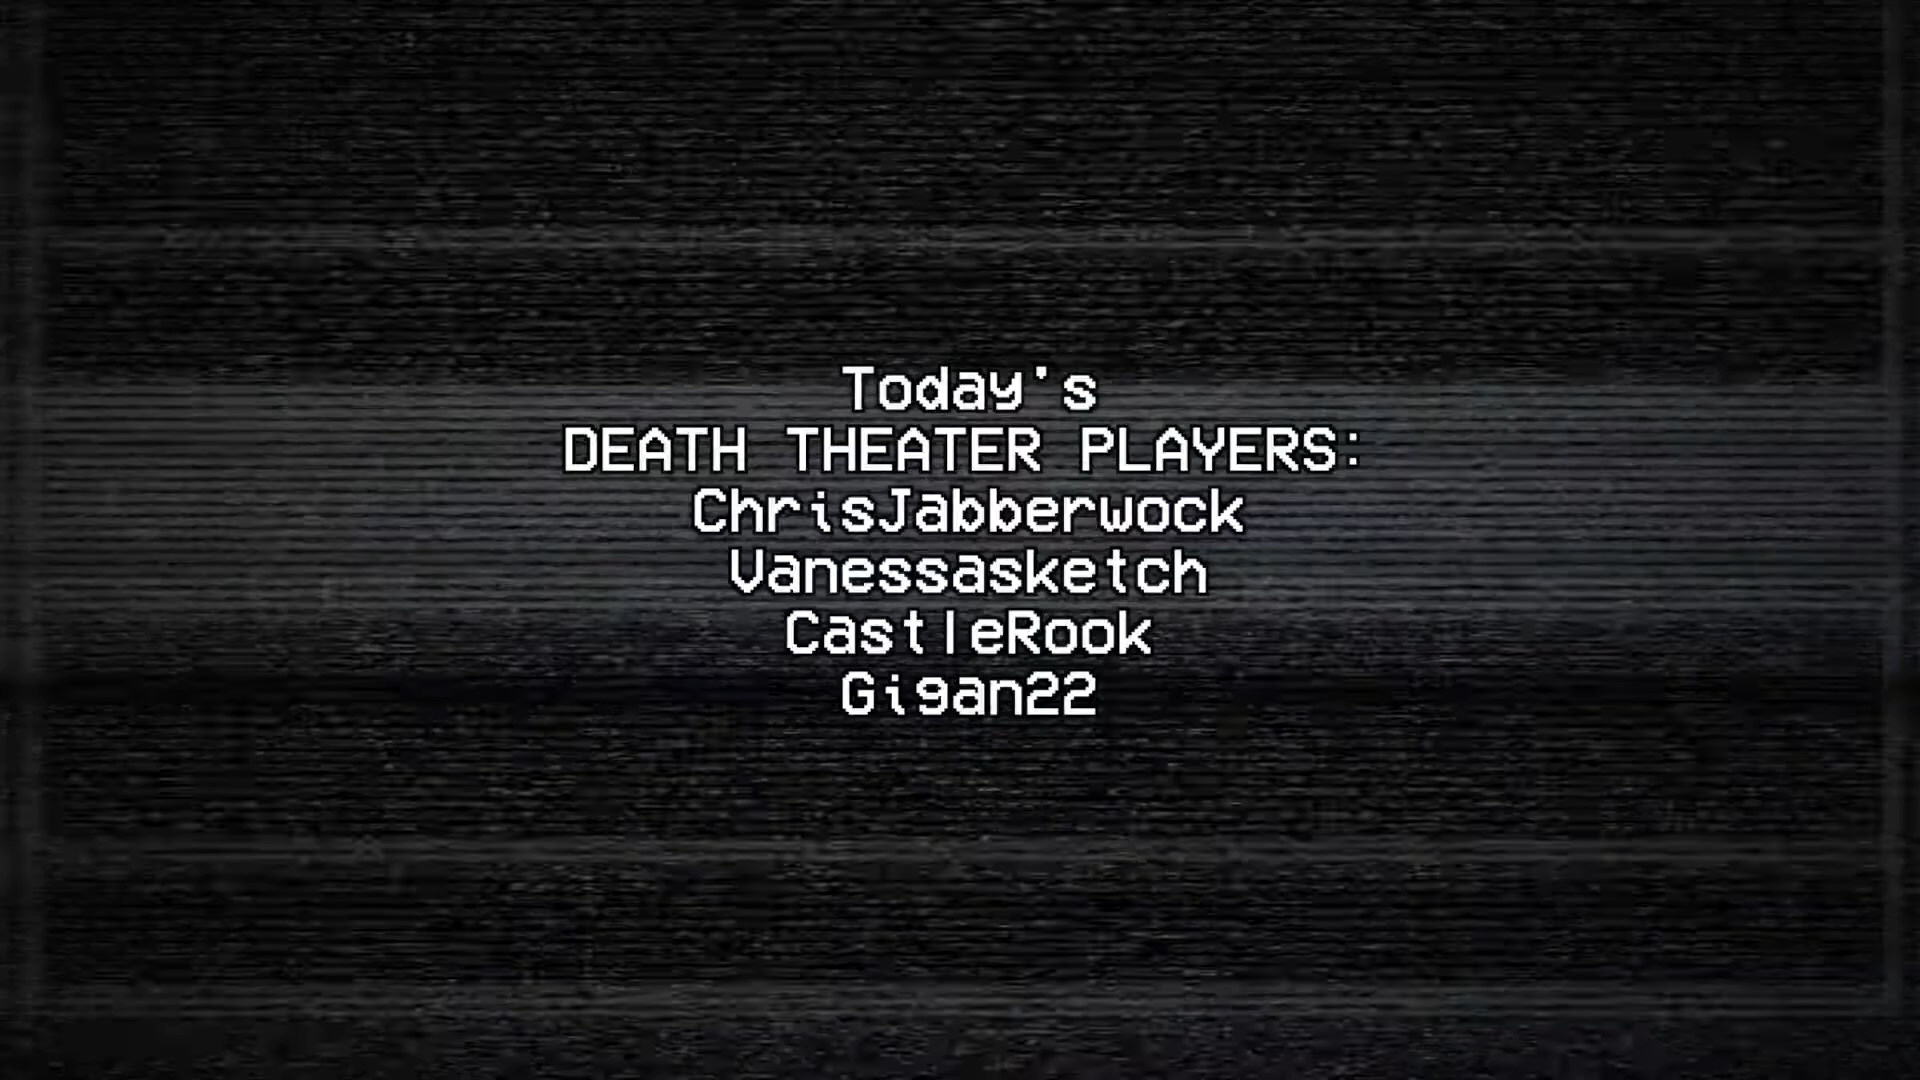 Today's
DEATH THEATER PLAYERS:
ChrisJabberwock
Vanessasketch
CastleRook
Gigan22